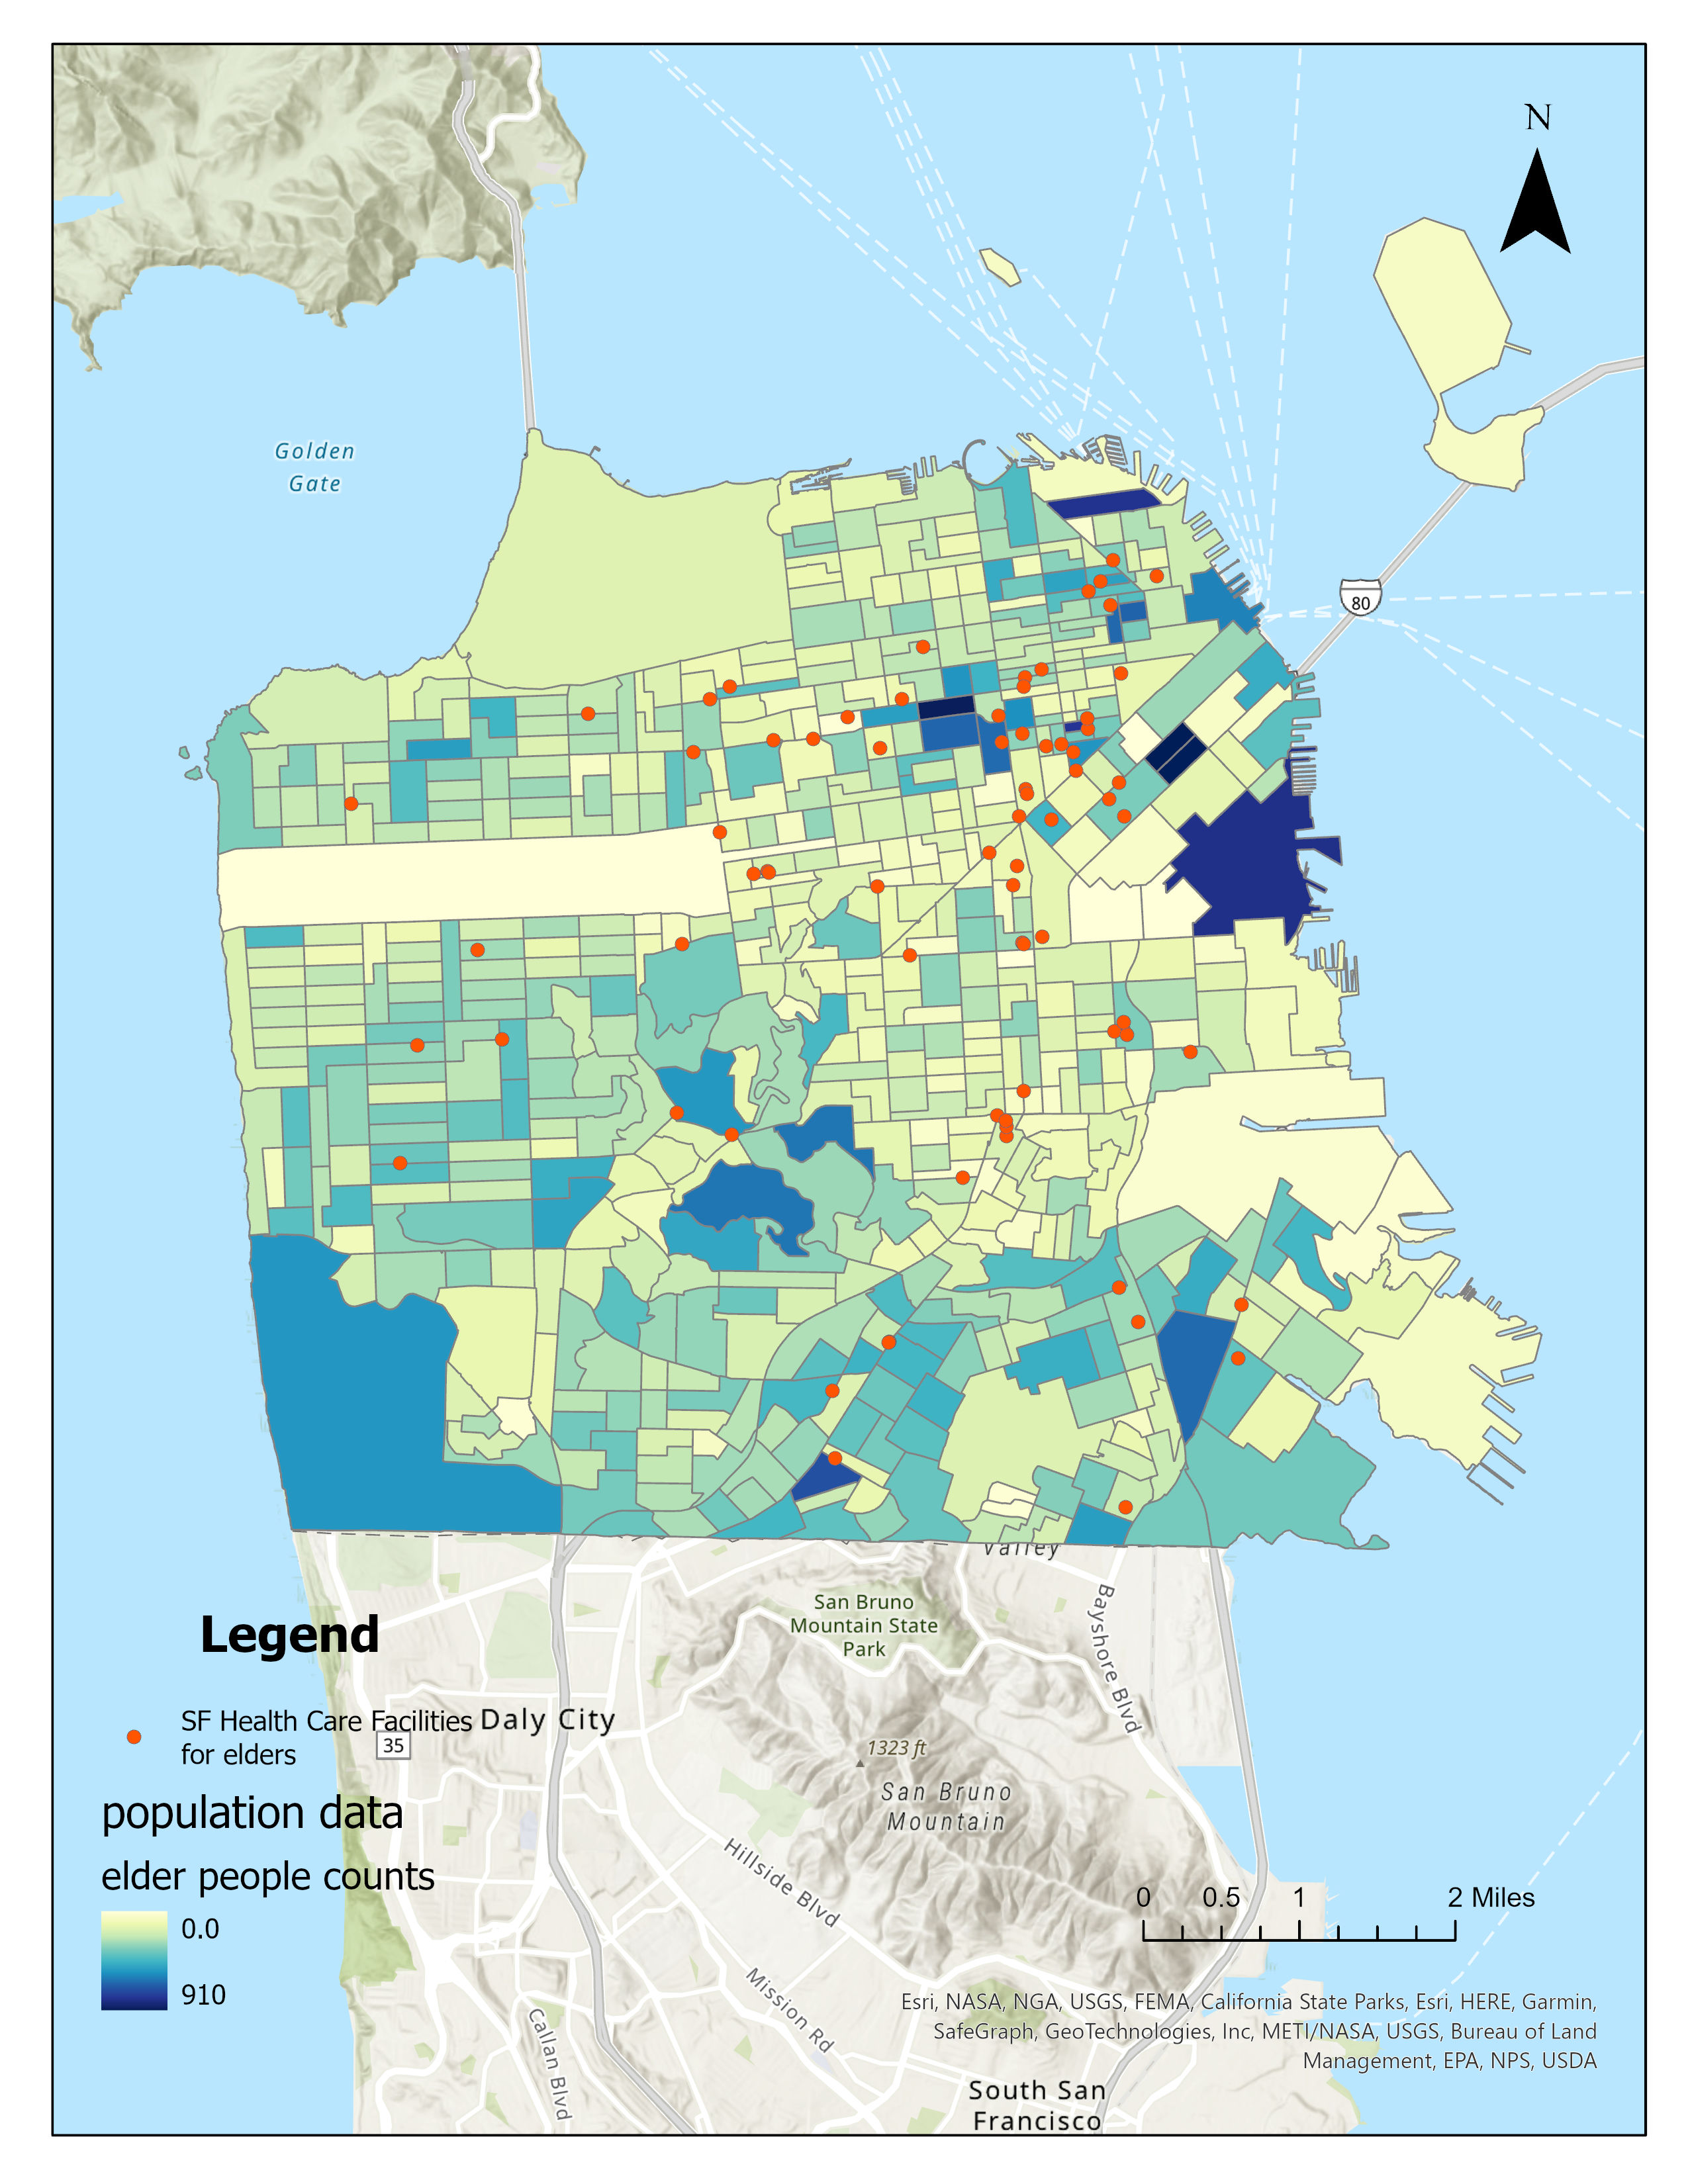 N
Golden
Gate
80
Valley
San Bruno
Mountain State
Park
Bayshore Blvd
Legend
SF Health Care Facilities
for elders
Daly City
35
1323 ft
San Bruno
Mountain
population data
elder people counts
0.0
910
Hillside Blvd
0 0.5 1 2 Miles
Mission Rd
Callan Blvd
Esri, NASA, NGA, USGS, FEMA, California State Parks, Esri, HERE, Garmin,
SafeGraph, GeoTechnologies, Inc, METI/NASA, USGS, Bureau of Land
Management, EPA, NPS, USDA
South San
Francisco